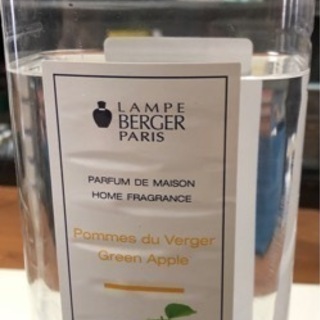 LAMPE
BERGER
PARIS
PARFUM DE MAISON
HOME FRAGRANCE
Pommes du Verger
Green Apple